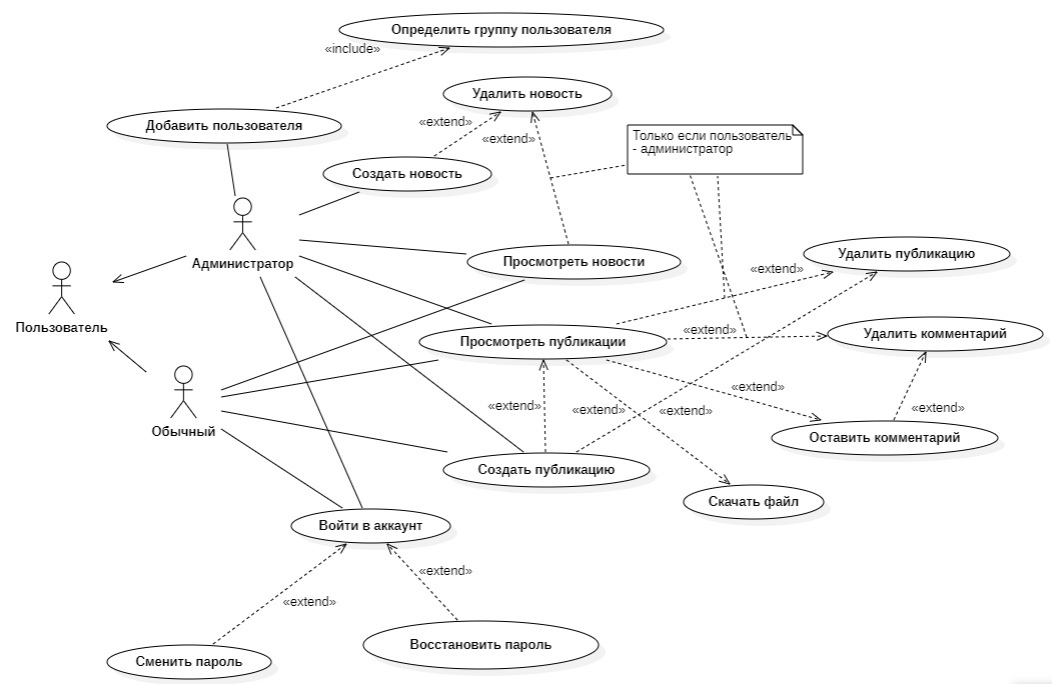 Определить группу пользователя
«include»
Удалить новость
Добавить пользователя
«extend»
«extend»
Только если пользователь
- администратор
Создать новость
Администратор
Просмотреть новости
Удалить публикацию
«extend»
Пользователь
Просмотреть публикации
«extend»
Удалить комментарий
Обычный
«extend»
«extend»
«extend»
«extend»
«extend»
Оставить комментарий
Создать публикацию
Скачать файл
Войти в аккаунт
«extend»
«extend»
Восстановить пароль
Сменить пароль